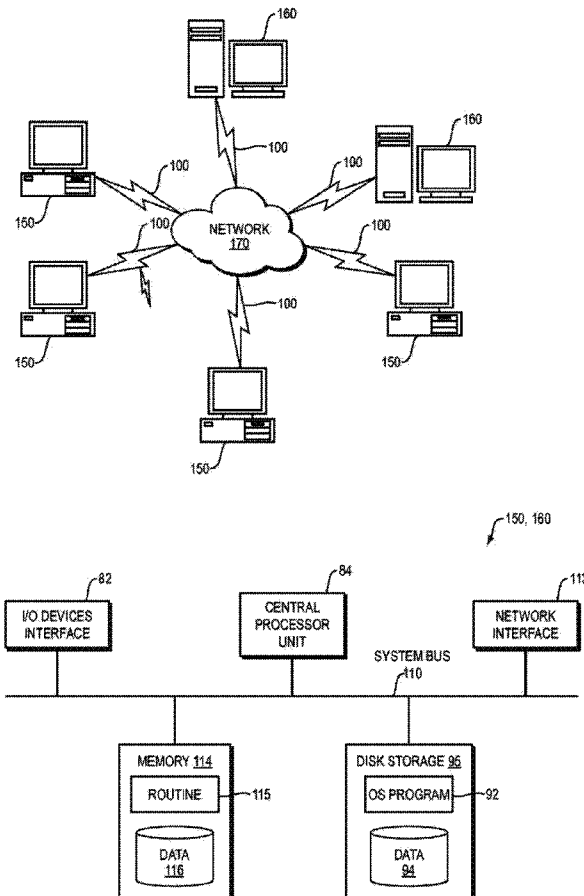 160
160
100
100
100
150
NETWORK
170
100
100
150
100
150
150
150, 160
82
84
113
I/O DEVICES
INTERFACE
CENTRAL
PROCESSOR
UNIT
NETWORK
INTERFACE
SYSTEM BUS
110
MEMORY 114
DISK STORAGE 95
ROUTINE
115
OS PROGRAM
92
DATA
116
DATA
94